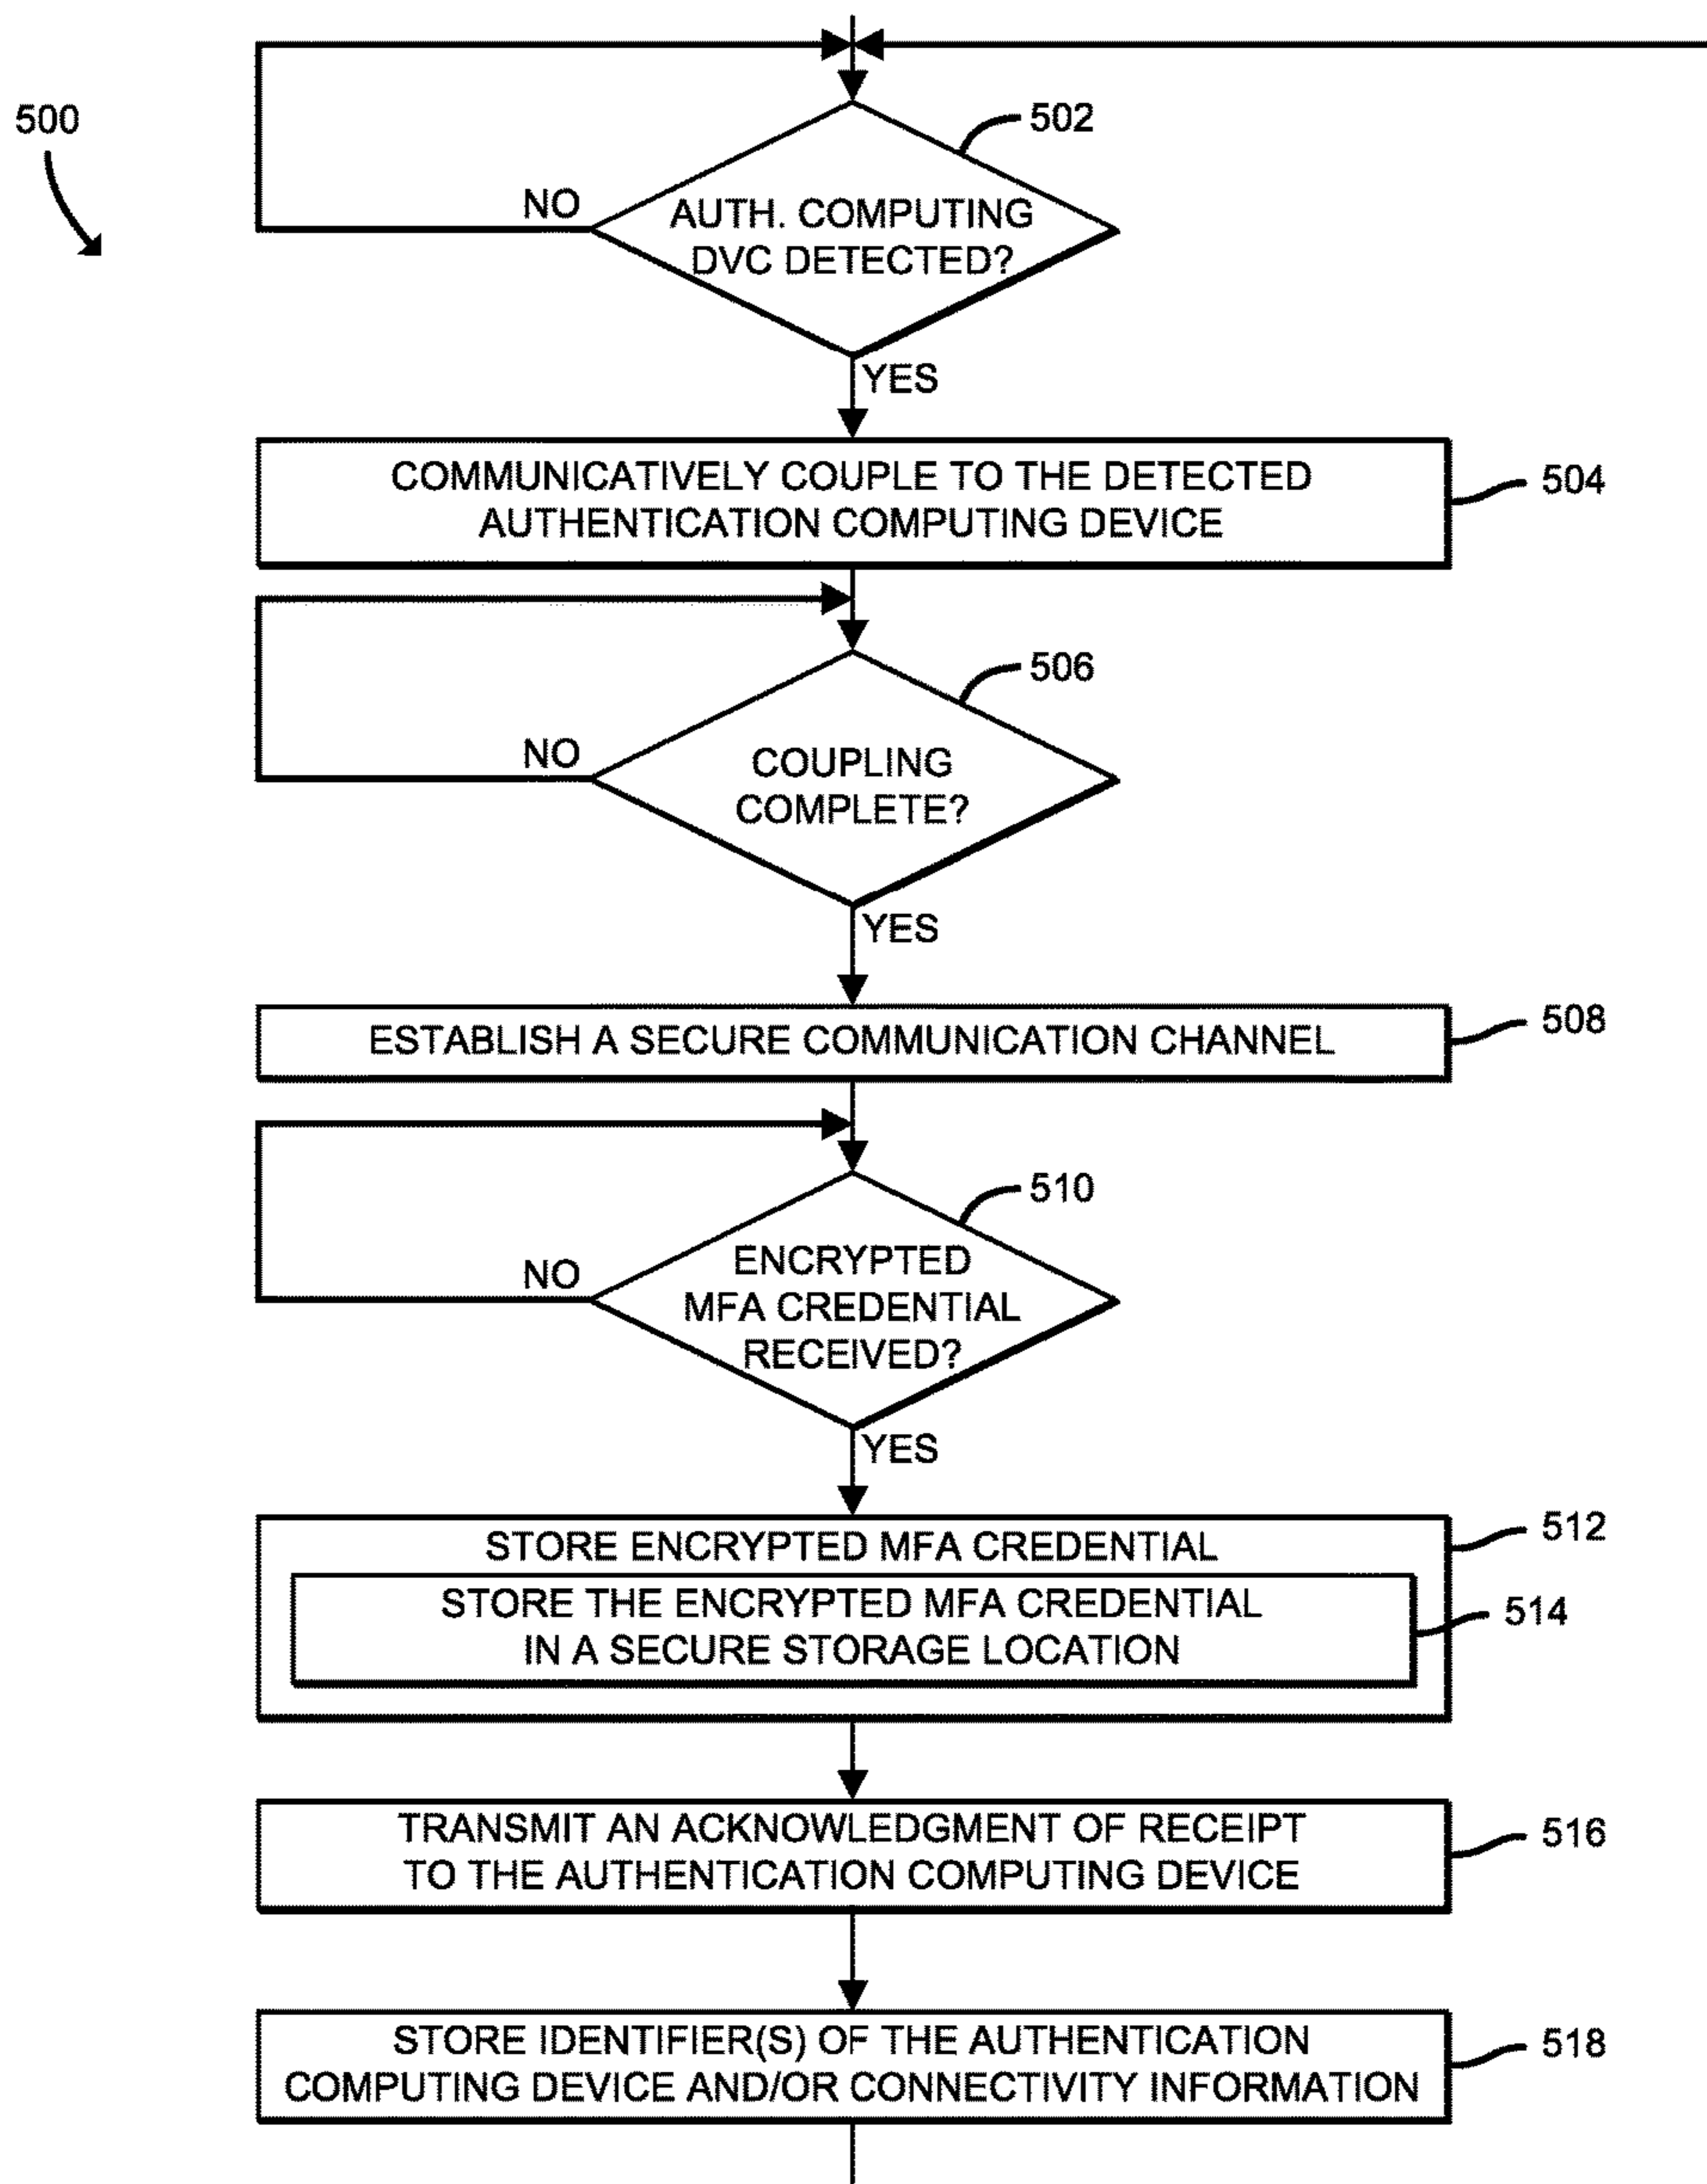 500
502
NO
AUTH. COMPUTING
DVC DETECTED?
YES
COMMUNICATIVELY COUPLE TO THE DETECTED
AUTHENTICATION COMPUTING DEVICE
504
506
NO
COUPLING
COMPLETE?
YES
ESTABLISH A SECURE COMMUNICATION CHANNEL
508
510
NO
ENCRYPTED
MFA CREDENTIAL
RECEIVED?
YES
STORE ENCRYPTED MFA CREDENTIAL
512
STORE THE ENCRYPTED MFA CREDENTIAL
IN A SECURE STORAGE LOCATION
514
TRANSMIT AN ACKNOWLEDGMENT OF RECEIPT
TO THE AUTHENTICATION COMPUTING DEVICE
516
STORE IDENTIFIER(S) OF THE AUTHENTICATION
COMPUTING DEVICE AND/OR CONNECTIVITY INFORMATION
518